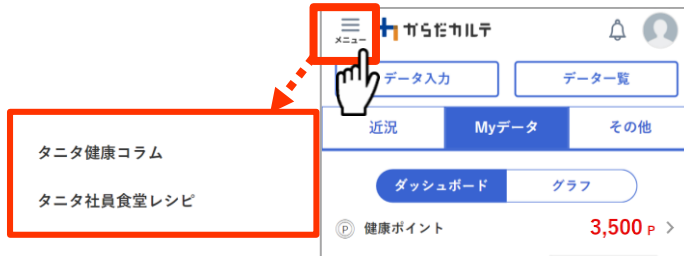 メニュー
からだカルテ
データ入力
データ一覧
近況
Myデータ
その他
ダッシュボード
グラフ
P 健康ポイント
3,500 P
タニタ健康コラム
タニタ社員食堂レシピ